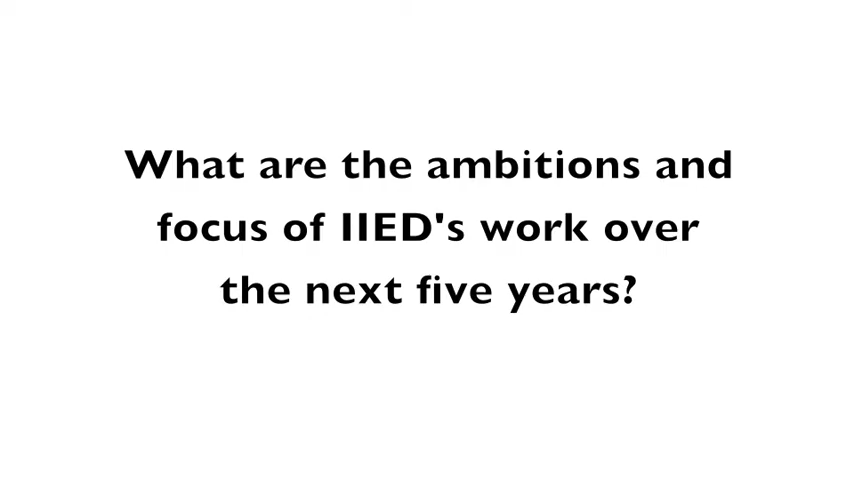 What are the ambitions and
focus of IIED's work over
the next five years?